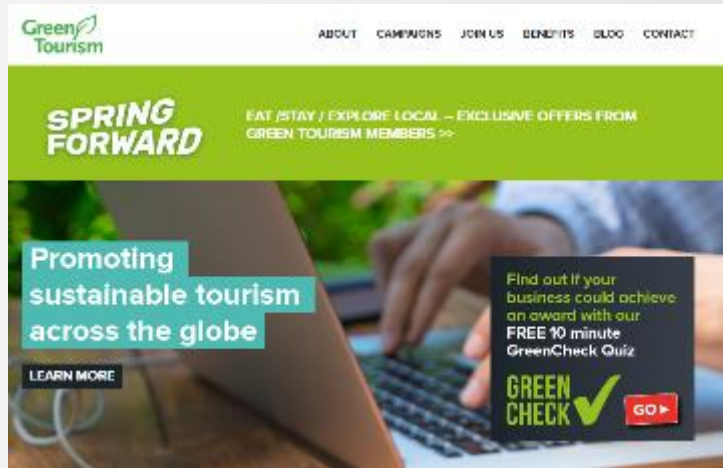 Green
Tourism
ABOUT CAMPAIGNS JOIN US BENEFITS BLOG CONTACT
SPRING
FORWARD
EAT /STAY / EXPLORE LOCAL – EXCLUSIVE OFFERS FROM
GREEN TOURISM MEMBERS >>
Promoting
sustainable tourism
across the globe
LEARN MORE
Find out if your
business could achieve
an award with our
FREE 10 minute
GreenCheck Quiz
GREEN
CHECK
GO